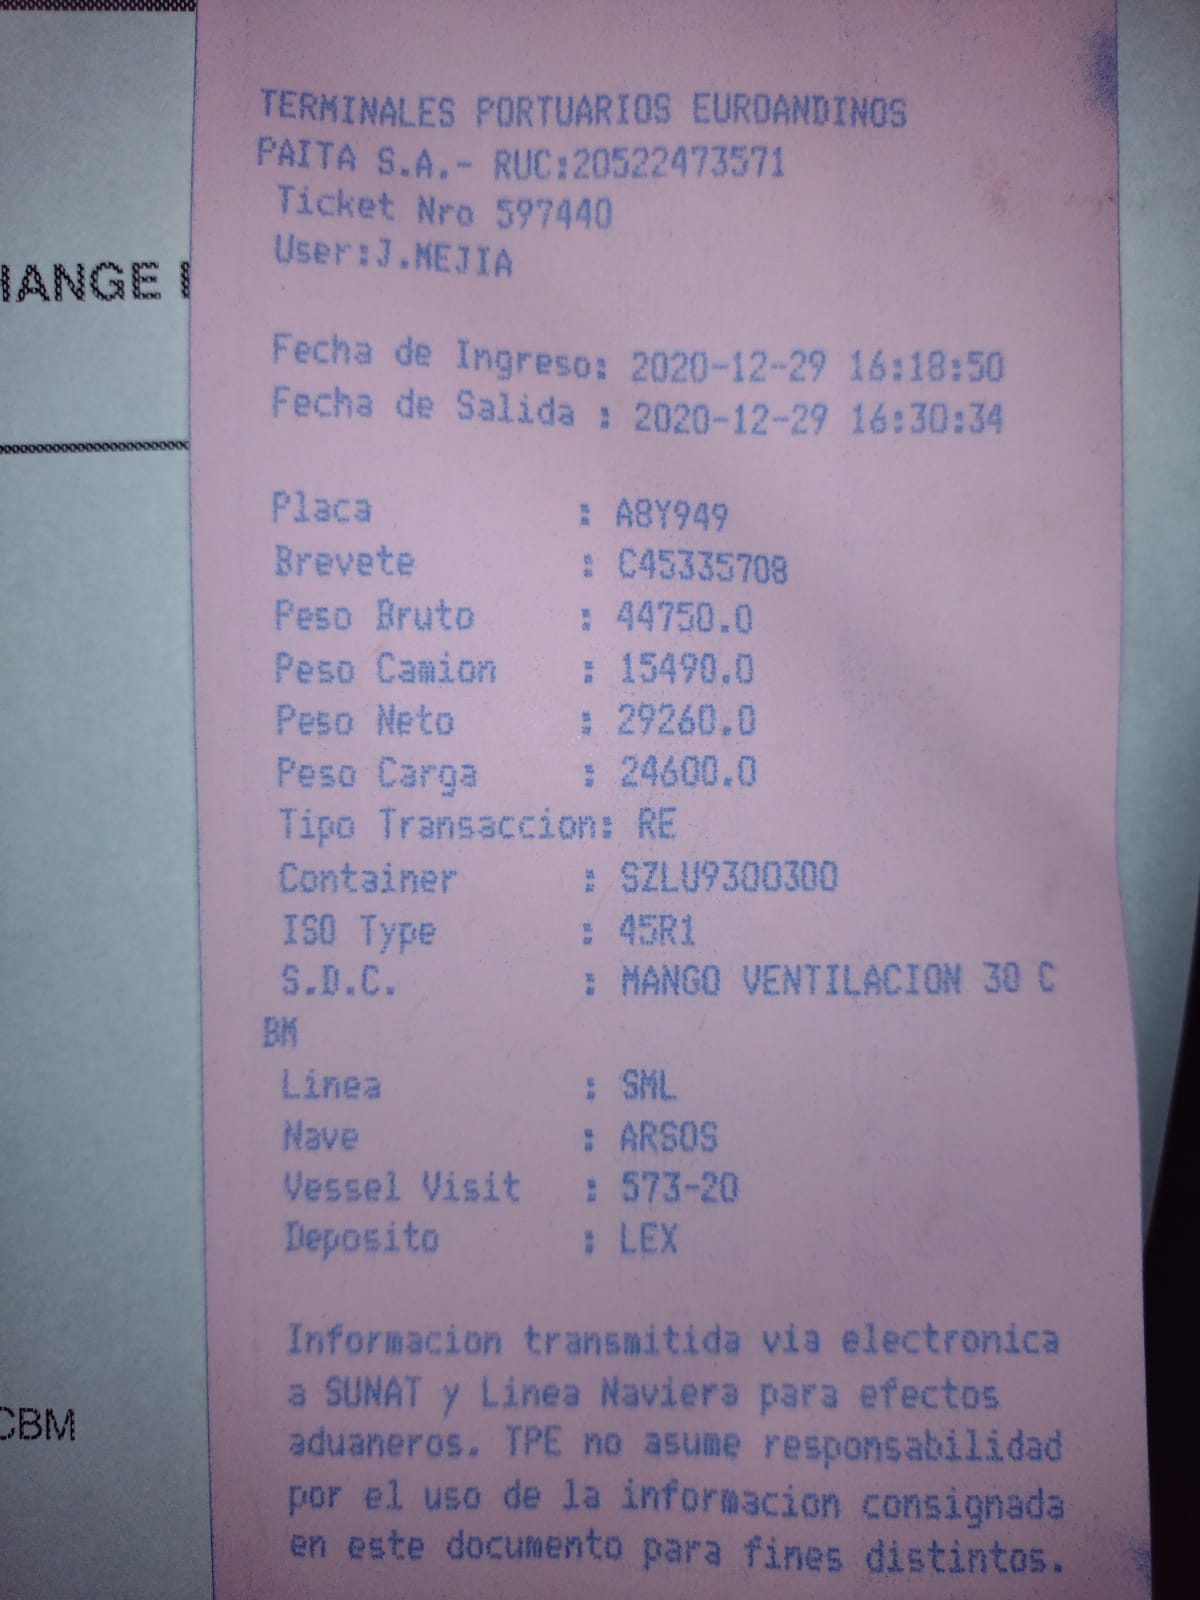 TERMINALES PORTUARIOS EUROANDINOS
PAITA S.A.- RUC:20522473571
Ticket Nro 597440
User:J.MEJIA
HANGE
Fecha de Ingreso: 2020-12-29 16:18:50
Fecha de Salida : 2020-12-29 16:30:34
Placa : A8Y949
Brevete : C45335708
Peso Bruto : 44750.0
Peso Camion : 15490.0
Peso Neto : 29260.0
Peso Carga : 24600.0
Tipo Transaccion: RE
Container : SZLU9300300
ISO Type : 45R1
S.D.C. : MANGO VENTILACION 30 C
BM
Linea : SML
Nave : ARSOS
Vessel Visit : 573-20
Deposito : LEX
Informacion transmitida via electronica
a SUNAT y Linea Naviera para efectos
aduaneros. TPE no asume responsabilidad
por el uso de la informacion consignada
en este documento para fines distintos.
CBM